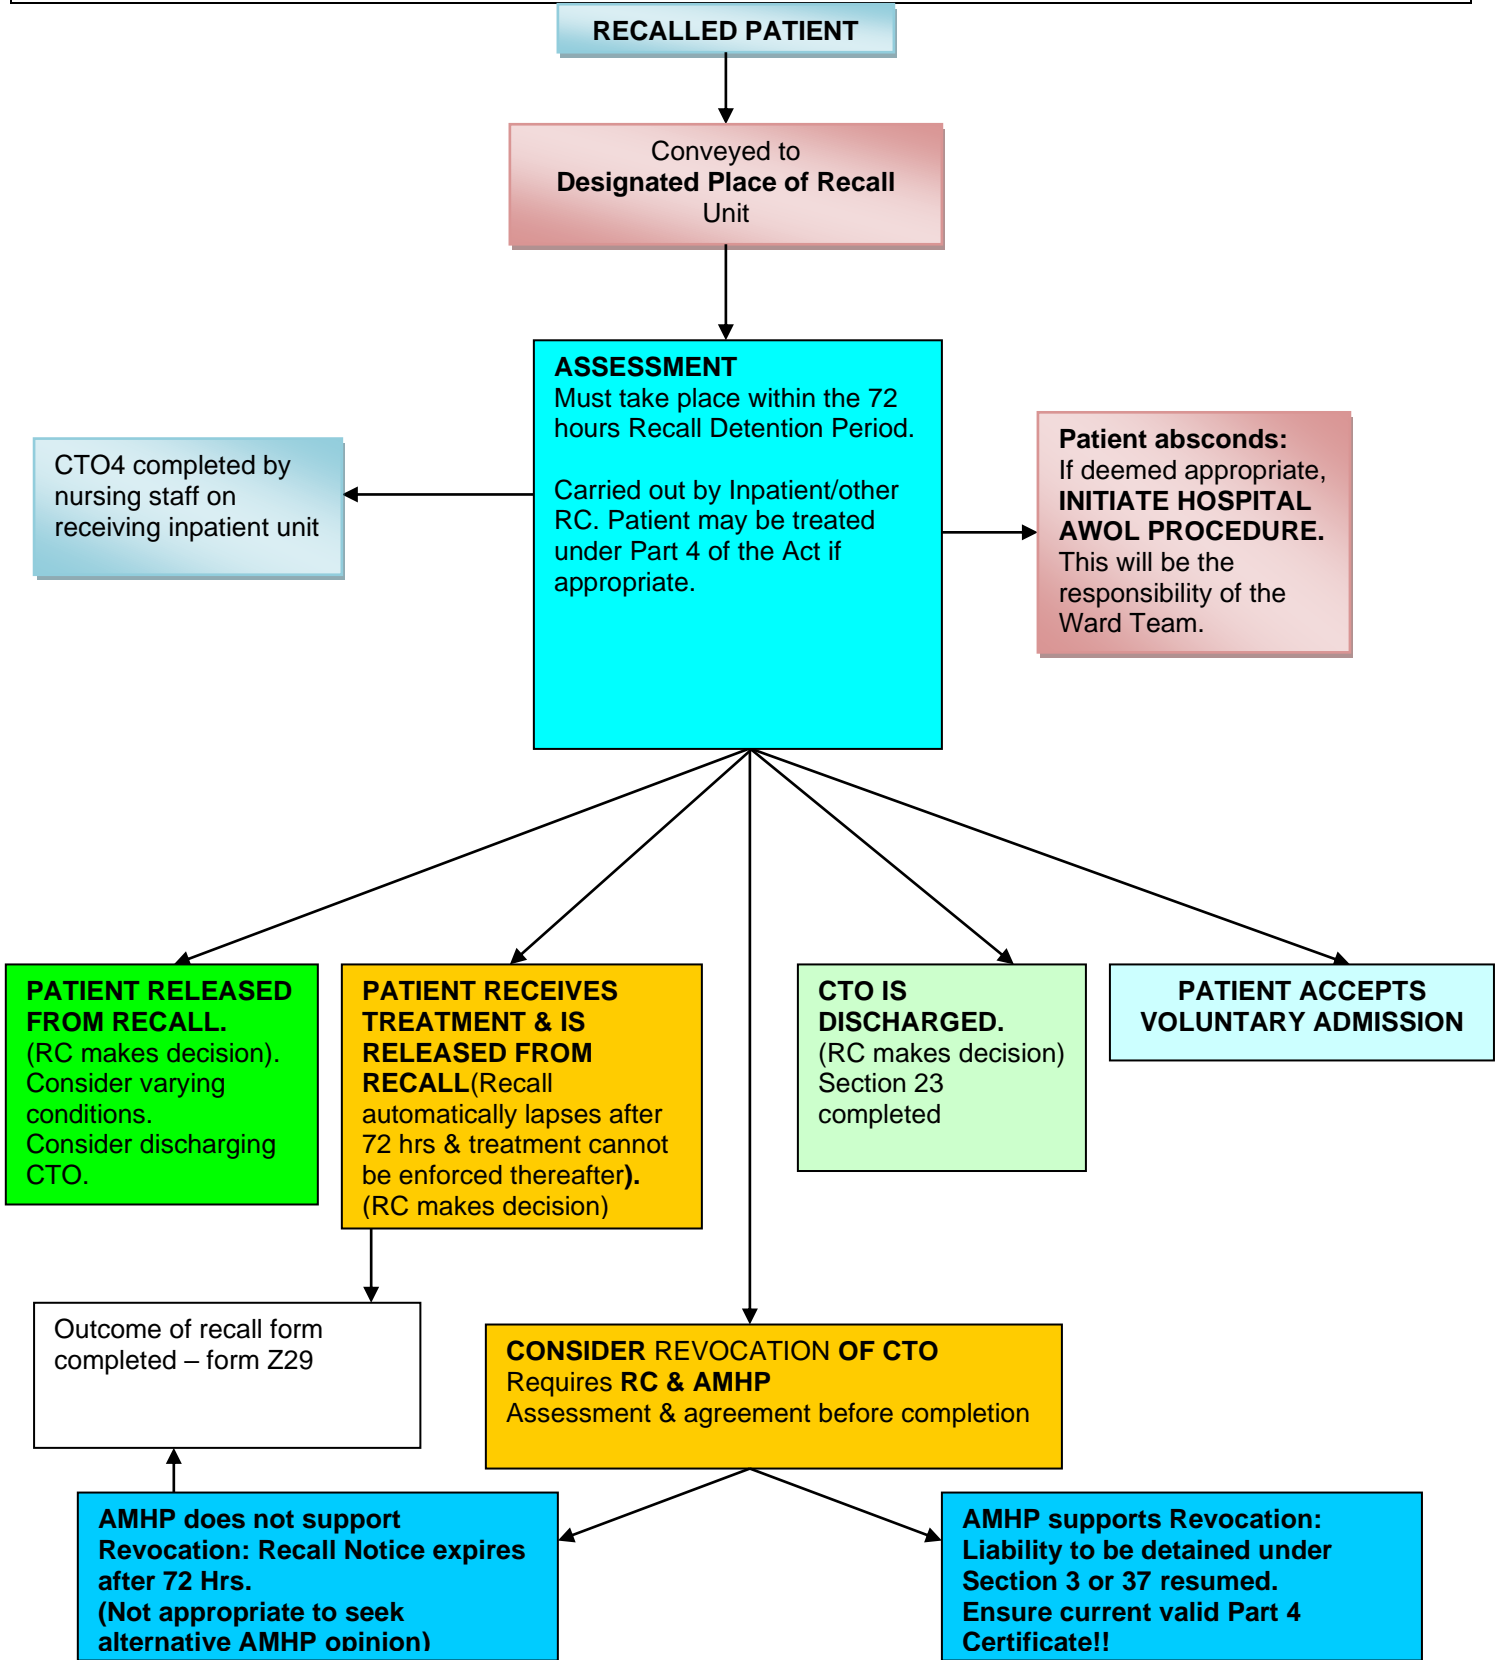 RECALLED PATIENT
Conveyed to
Designated Place of Recall
Unit
ASSESSMENT
Must take place within the 72
hours Recall Detention Period.
Carried out by Inpatient/other
RC. Patient may be treated
under Part 4 of the Act if
appropriate.
CTO4 completed by
nursing staff on
receiving inpatient unit
Patient absconds:
If deemed appropriate,
INITIATE HOSPITAL
AWOL PROCEDURE.
This will be the
responsibility of the
Ward Team.
PATIENT RELEASED
FROM RECALL.
(RC makes decision).
Consider varying
conditions.
Consider discharging
CTO.
PATIENT RECEIVES
TREATMENT & IS
RELEASED FROM
RECALL(Recall
automatically lapses after
72 hrs & treatment cannot
be enforced thereafter).
(RC makes decision)
CTO IS
DISCHARGED.
(RC makes decision)
Section 23
completed
PATIENT ACCEPTS
VOLUNTARY ADMISSION
Outcome of recall form
completed – form Z29
CONSIDER REVOCATION OF CTO
Requires RC & AMHP
Assessment & agreement before completion
AMHP does not support
Revocation: Recall Notice expires
after 72 Hrs.
(Not appropriate to seek
alternative AMHP opinion)
AMHP supports Revocation:
Liability to be detained under
Section 3 or 37 resumed.
Ensure current valid Part 4
Certificate!!